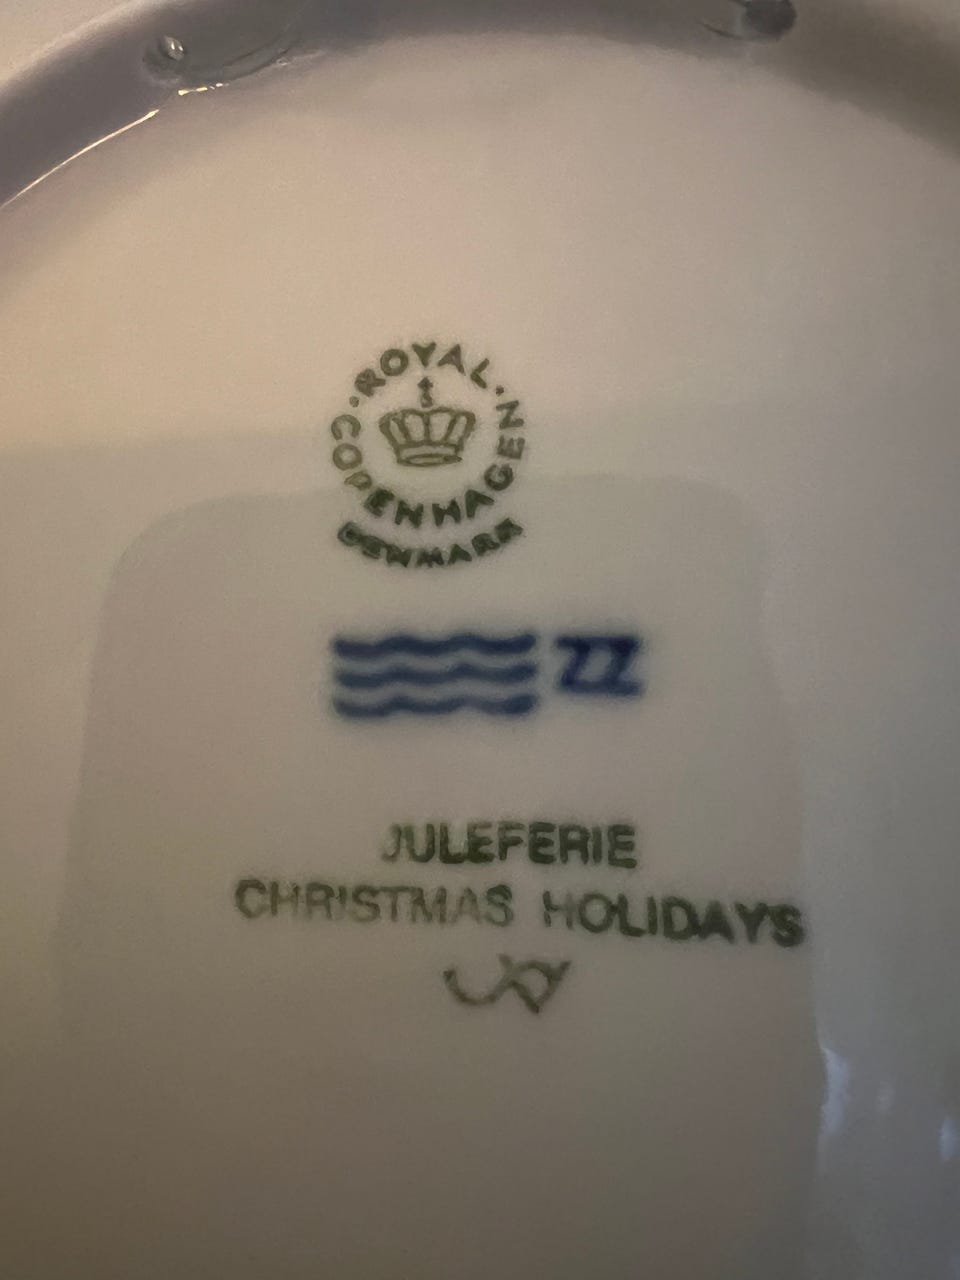 ROYAL
COPENHAGEN
DENMARK
ZZ
JULEFERIE
CHRISTMAS HOLIDAYS